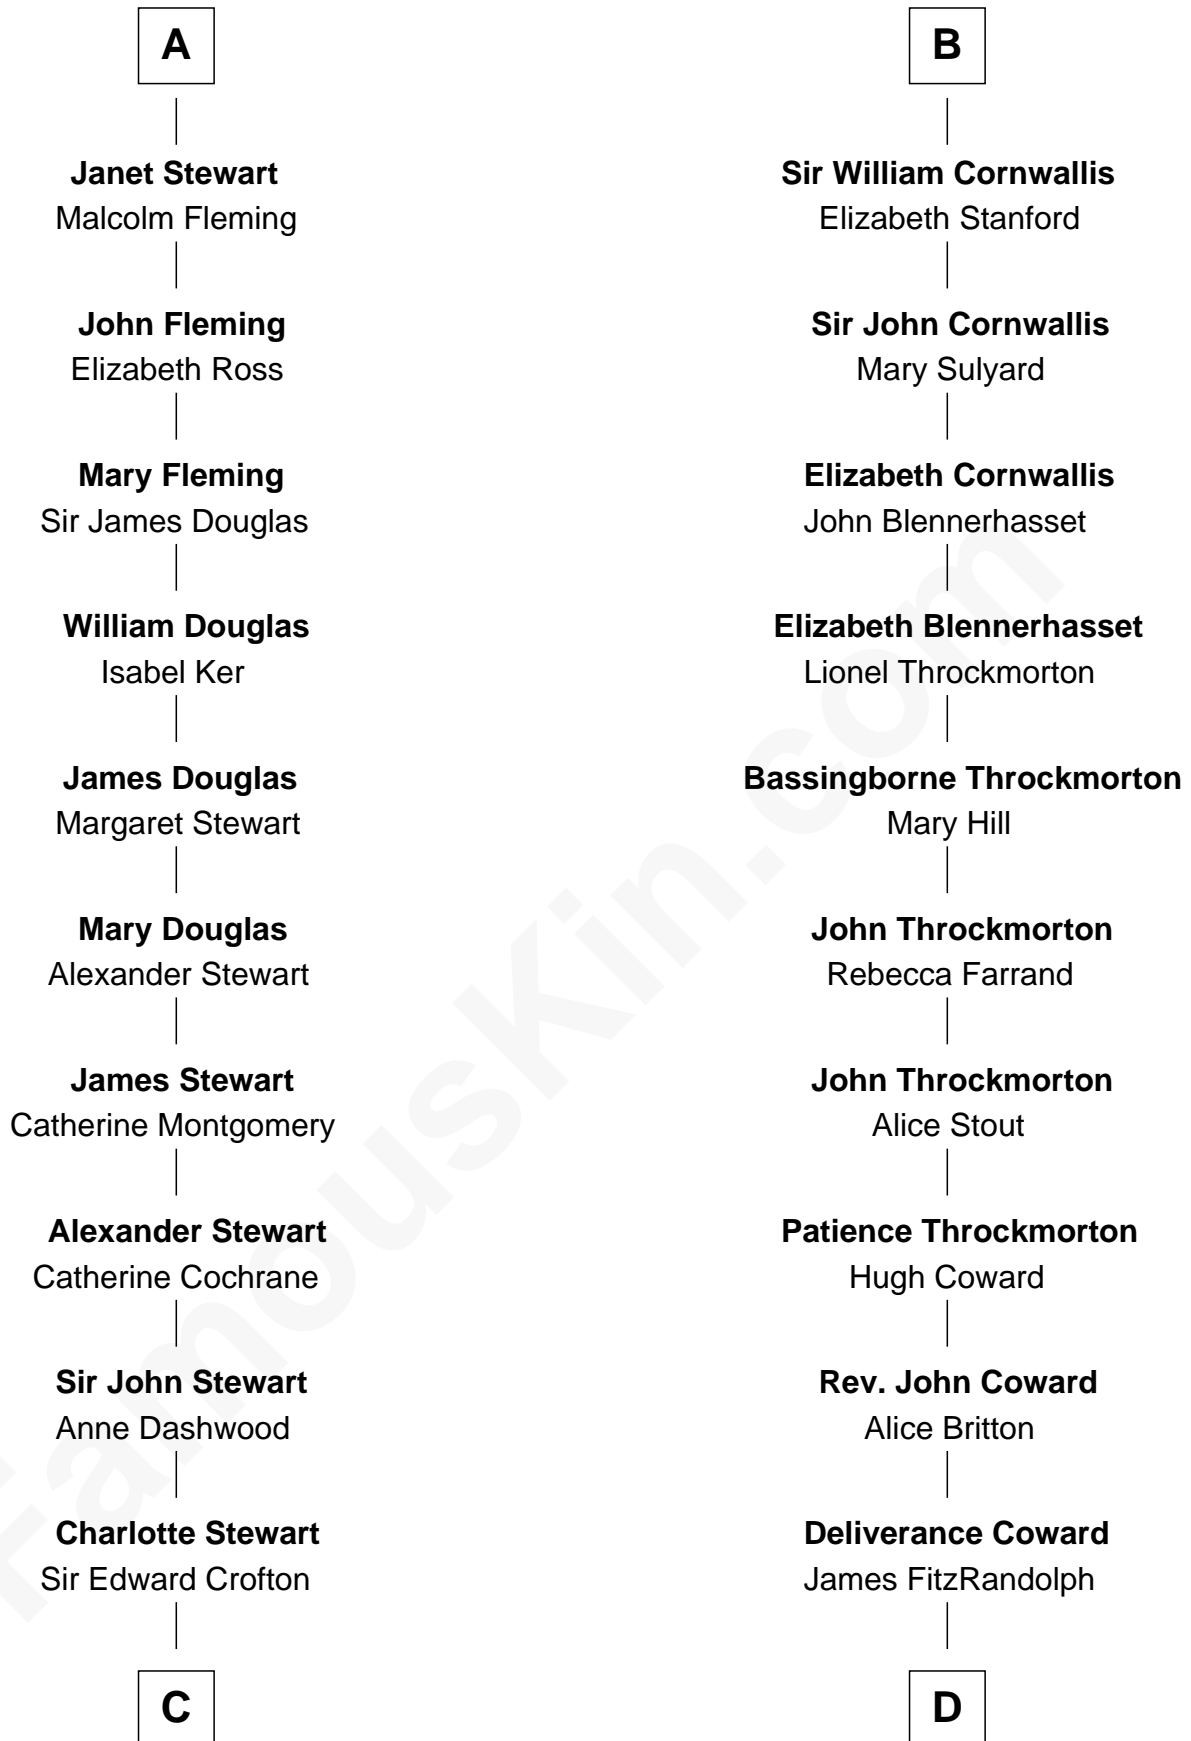 A
Janet Stewart
Malcolm Fleming
John Fleming
Elizabeth Ross
Mary Fleming
Sir James Douglas
William Douglas
Isabel Ker
James Douglas
Margaret Stewart
Mary Douglas
Alexander Stewart
James Stewart
Catherine Montgomery
Alexander Stewart
Catherine Cochrane
Sir John Stewart
Anne Dashwood
Charlotte Stewart
Sir Edward Crofton
C
B
Sir William Cornwallis
Elizabeth Stanford
Sir John Cornwallis
Mary Sulyard
Elizabeth Cornwallis
John Blennerhasset
Elizabeth Blennerhasset
Lionel Throckmorton
Bassingborne Throckmorton
Mary Hill
John Throckmorton
Rebecca Farrand
John Throckmorton
Alice Stout
Patience Throckmorton
Hugh Coward
Rev. John Coward
Alice Britton
Deliverance Coward
James FitzRandolph
D
FamousKin.com